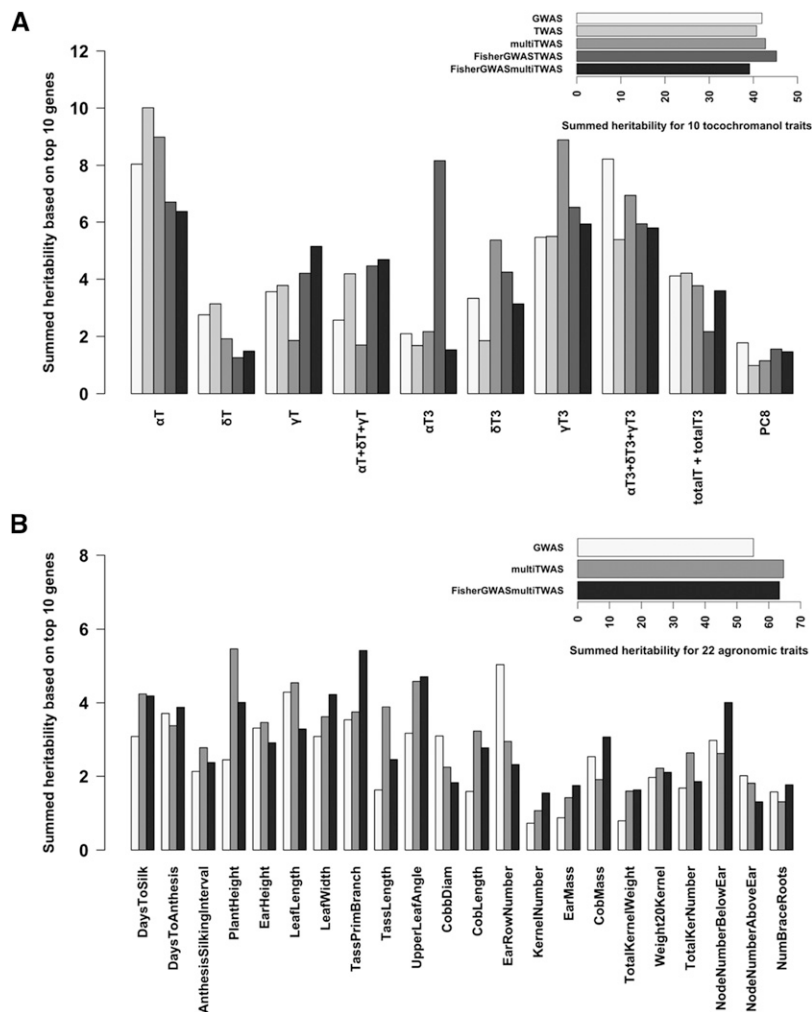 A
GWAS
TWAS
multiTWAS
FisherGWASTWAS
FisherGWASmultiTWAS
0 10 20 30 40 50
Summed heritability for 10 tocochromanol traits
Summed heritability based on top 10 genes
12
10
8
6
4
2
0
αT
δT
γT
αT+δT+γT
αT3
δT3
γT3
αT3+δT3+γT3
totalT + totalT3
PC8
B
GWAS
multiTWAS
FisherGWASmultiTWAS
0 10 20 30 40 50 60 70
Summed heritability for 22 agronomic traits
Summed heritability based on top 10 genes
8
6
4
2
0
DaysToSilk
DaysToAnthesis
AnthesisSilkingInterval
PlantHeight
EarHeight
LeafLength
LeafWidth
TassPrimBranch
TassLength
UpperLeafAngle
CobbDiam
CobLength
EarRowNumber
KernelNumber
EarMass
CobMass
TotalKernelWeight
Weight20Kernel
TotalKerNumber
NodeNumberBelowEar
NodeNumberAboveEar
NumBraceRoots